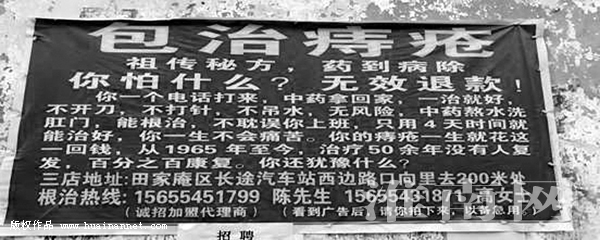 包治痔疮
祖传秘方，药到病除
你怕什么？无效退款！
你一个电话打来，中药拿回家，一治就好，
不开刀，不打针，不吊水，无风险，中药熬水洗
肛门，能根治，不耽误你上班，只用4天时间就
能治好，你一生不会痛苦。你的痔疮一生就花这
一回钱，从1965年至今，治疗50余年没有人复
发，百分之百康复。你还犹豫什么？
三店地址：田家庵区长途汽车站西边路口向里去200米处
根治热线：15655451799 陈先生 15655431871 高女士
（诚招加盟代理商）（看到广告后，请你拍下来，以备急用。）
版权作品 www.huainannet.com
招聘